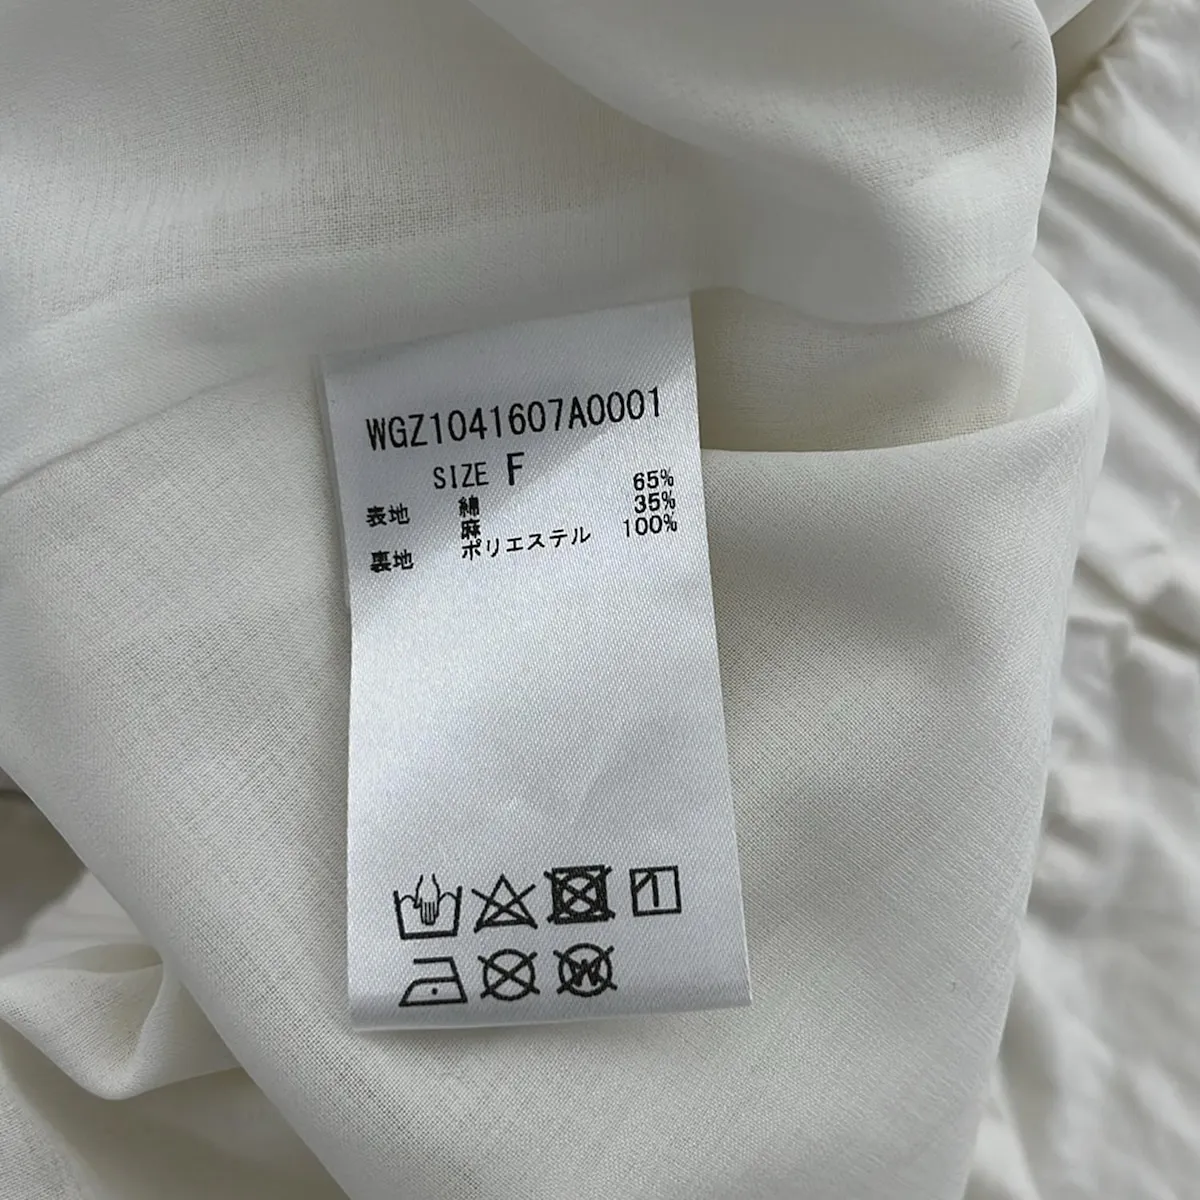 WGZ1041607A0001
SIZE F
表地 綿 65%
麻 35%
裏地 ポリエステル 100%